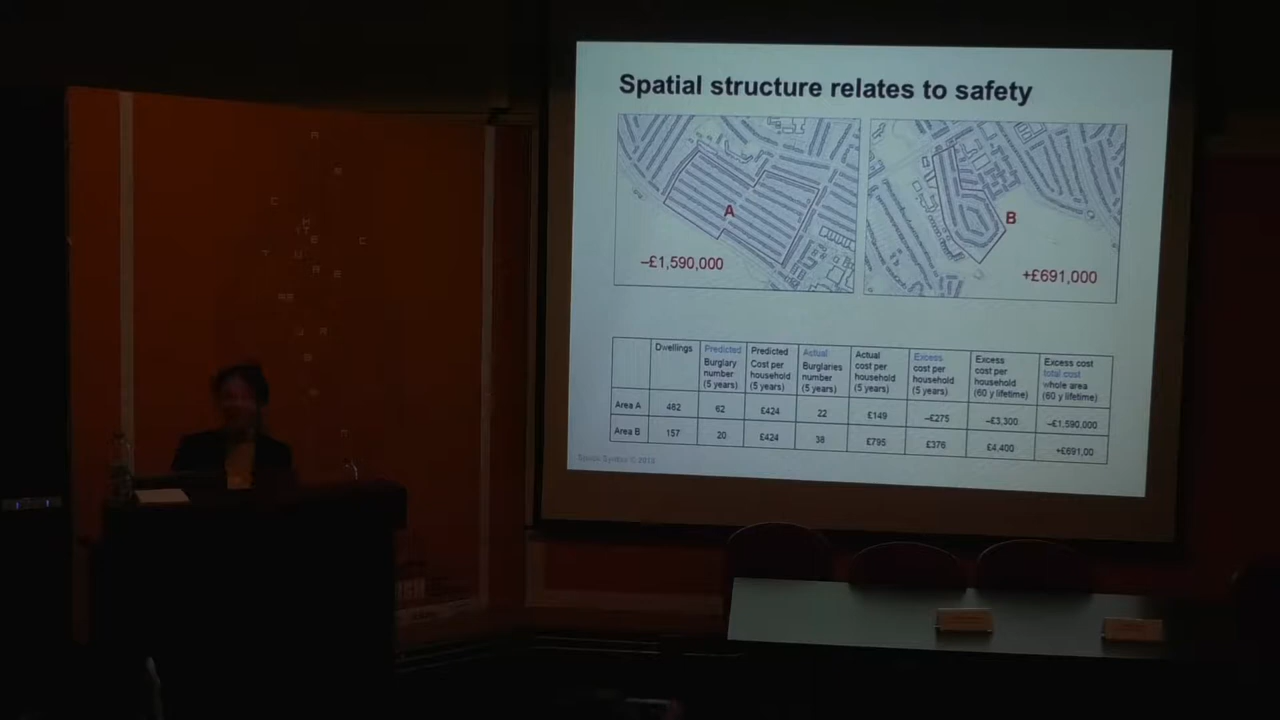 Spatial structure relates to safety
A
B
–£1,590,000
+£691,000
Dwellings
Predicted
Burglary
number
(5 years)
Predicted
Cost per
household
(5 years)
Actual
Burglaries
number
(5 years)
Actual
cost per
household
(5 years)
Excess
cost per
household
(5 years)
Excess
cost per
household
(60 y lifetime)
Excess cost
total cost
whole area
(60 y lifetime)
Area A 462 62 £424 22 £149 –£275 –£3,300 –£1,590,000
Area B 157 20 £424 38 £795 £376 £4,400 +£691,00